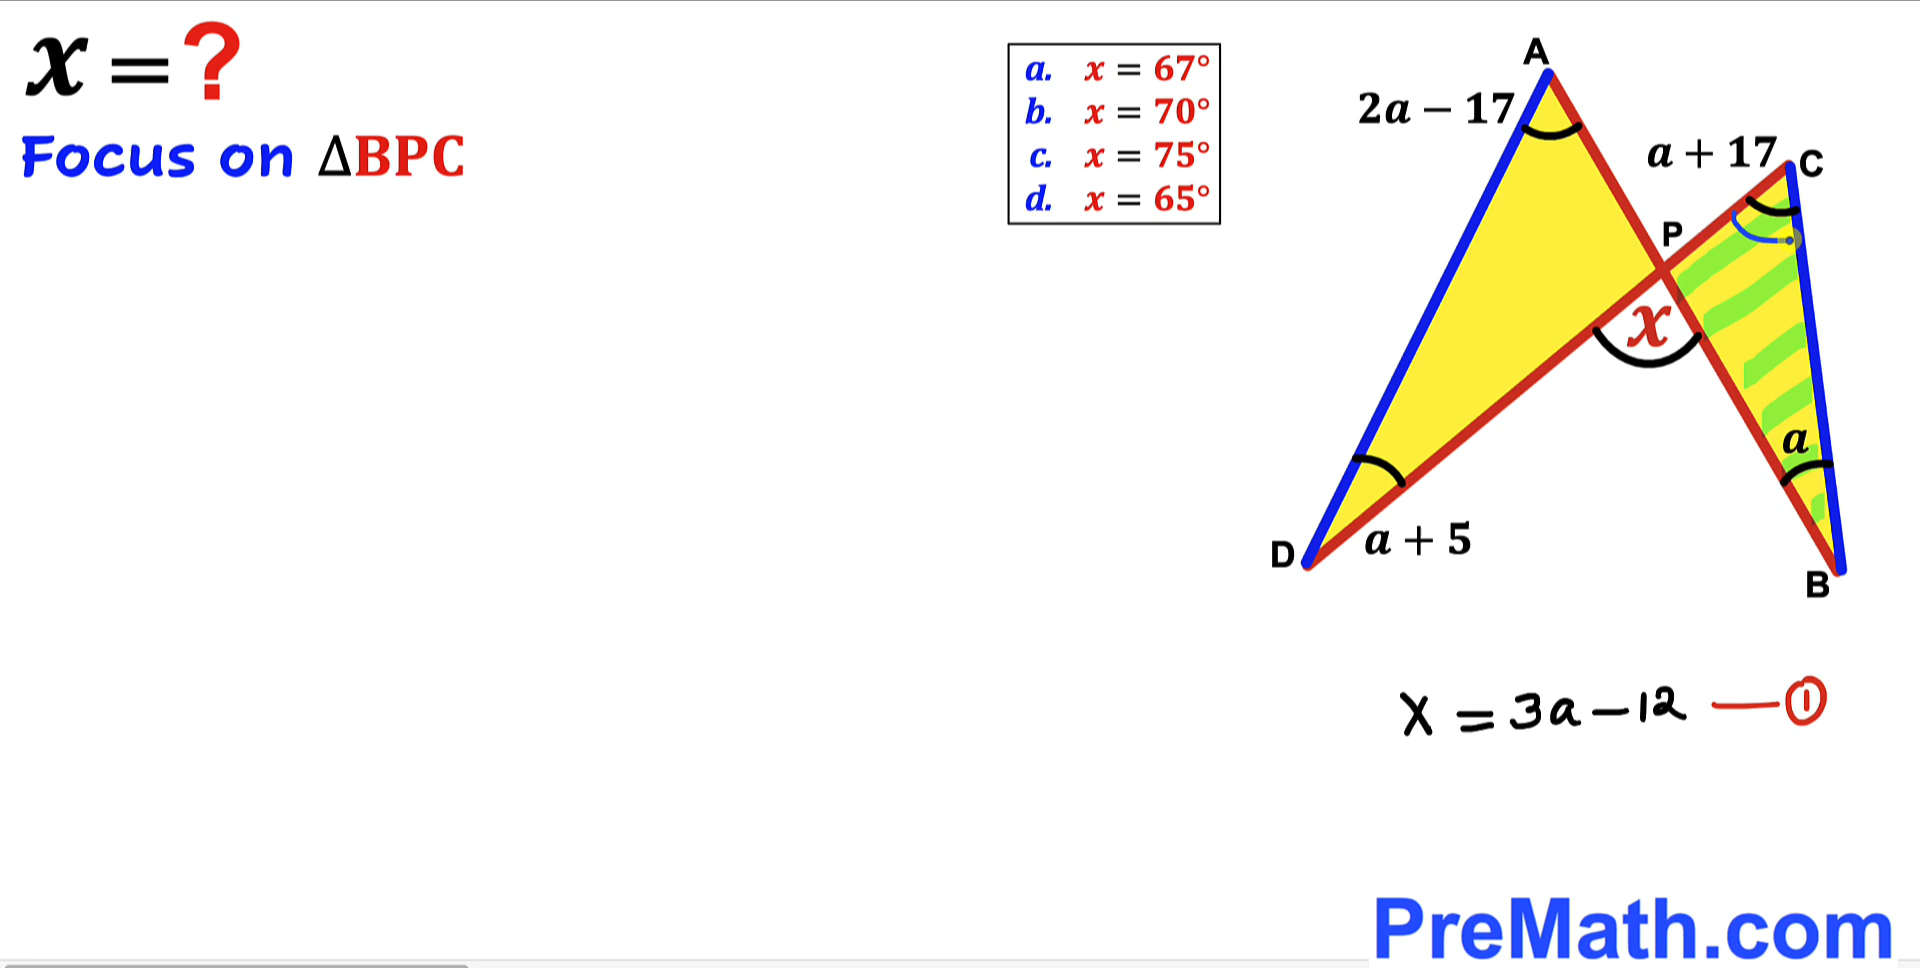 x = ?
Focus on ΔBPC
a. x = 67°
b. x = 70°
c. x = 75°
d. x = 65°
A
2a − 17
a + 17
C
P
x
a
a + 5
D
B
x = 3a − 12 — ①
PreMath.com